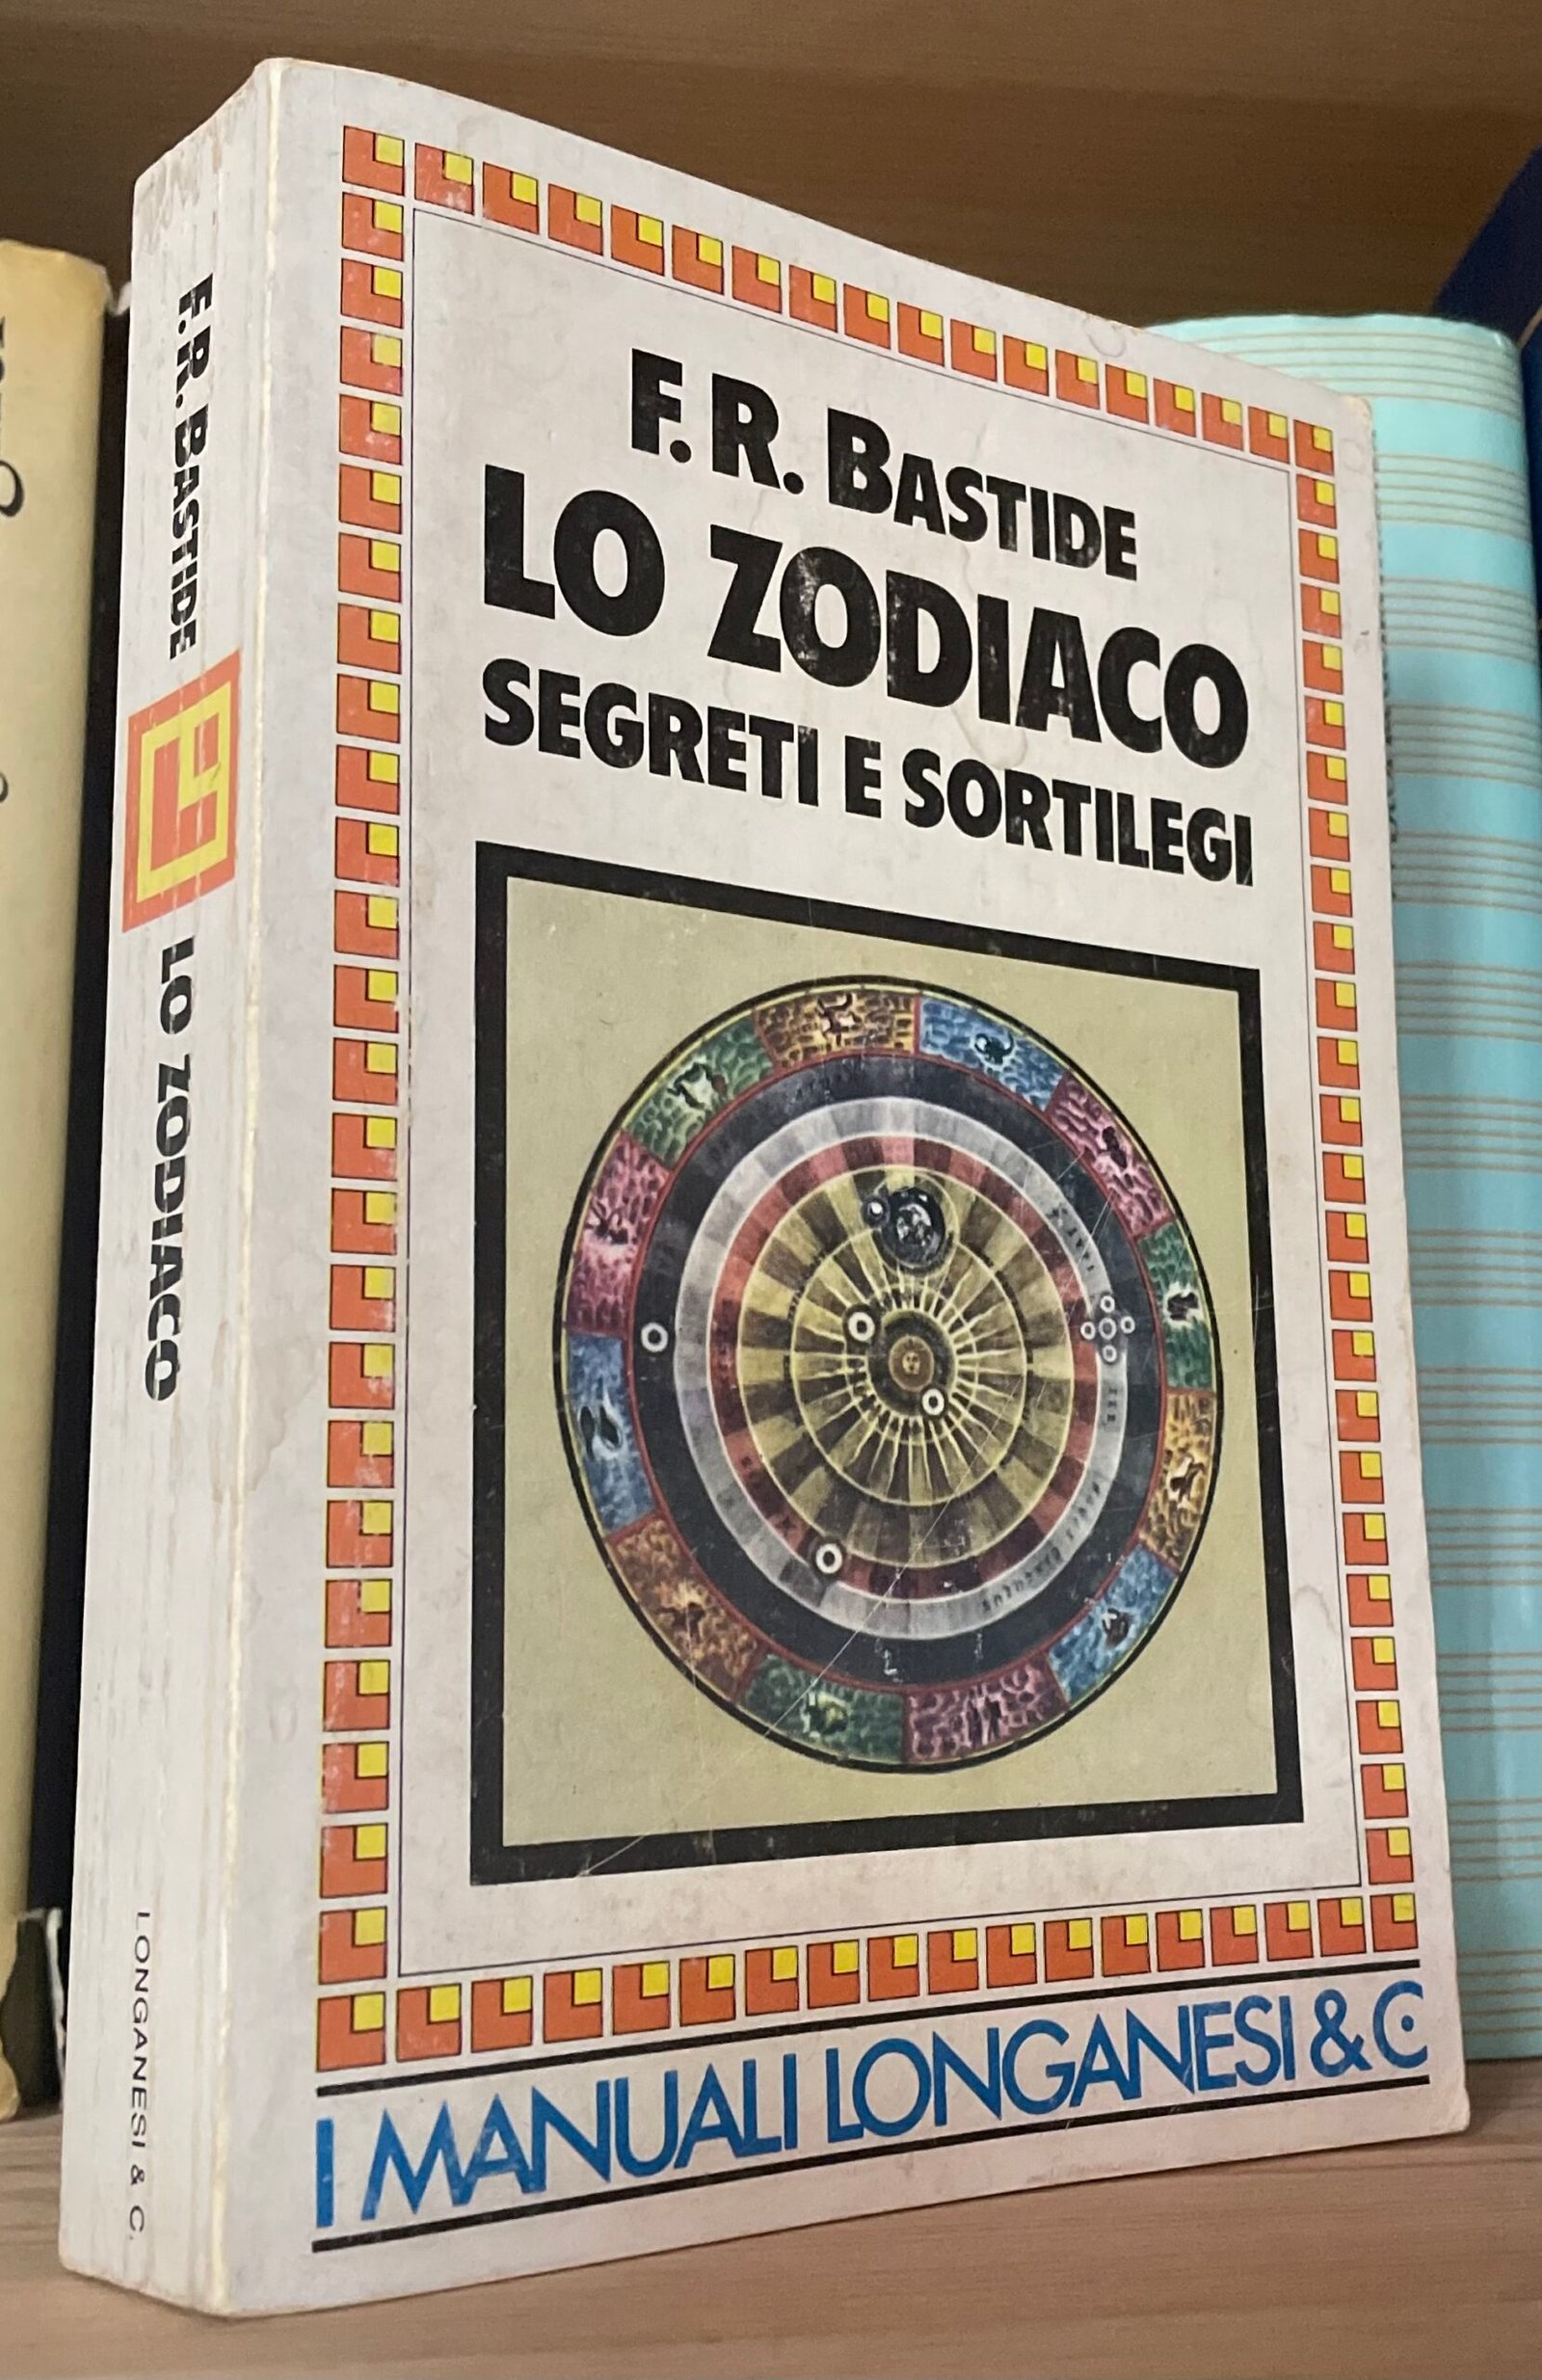 F. R. BASTIDE
LO ZODIACO
SEGRETI E SORTILEGI
I MANUALI LONGANESI & C.
F. R. BASTIDE
LO ZODIACO
LONGANESI & C.